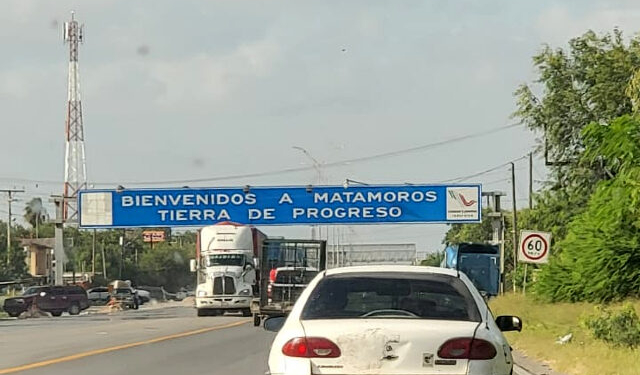 BIENVENIDOS A MATAMOROS
TIERRA DE PROGRESO
60